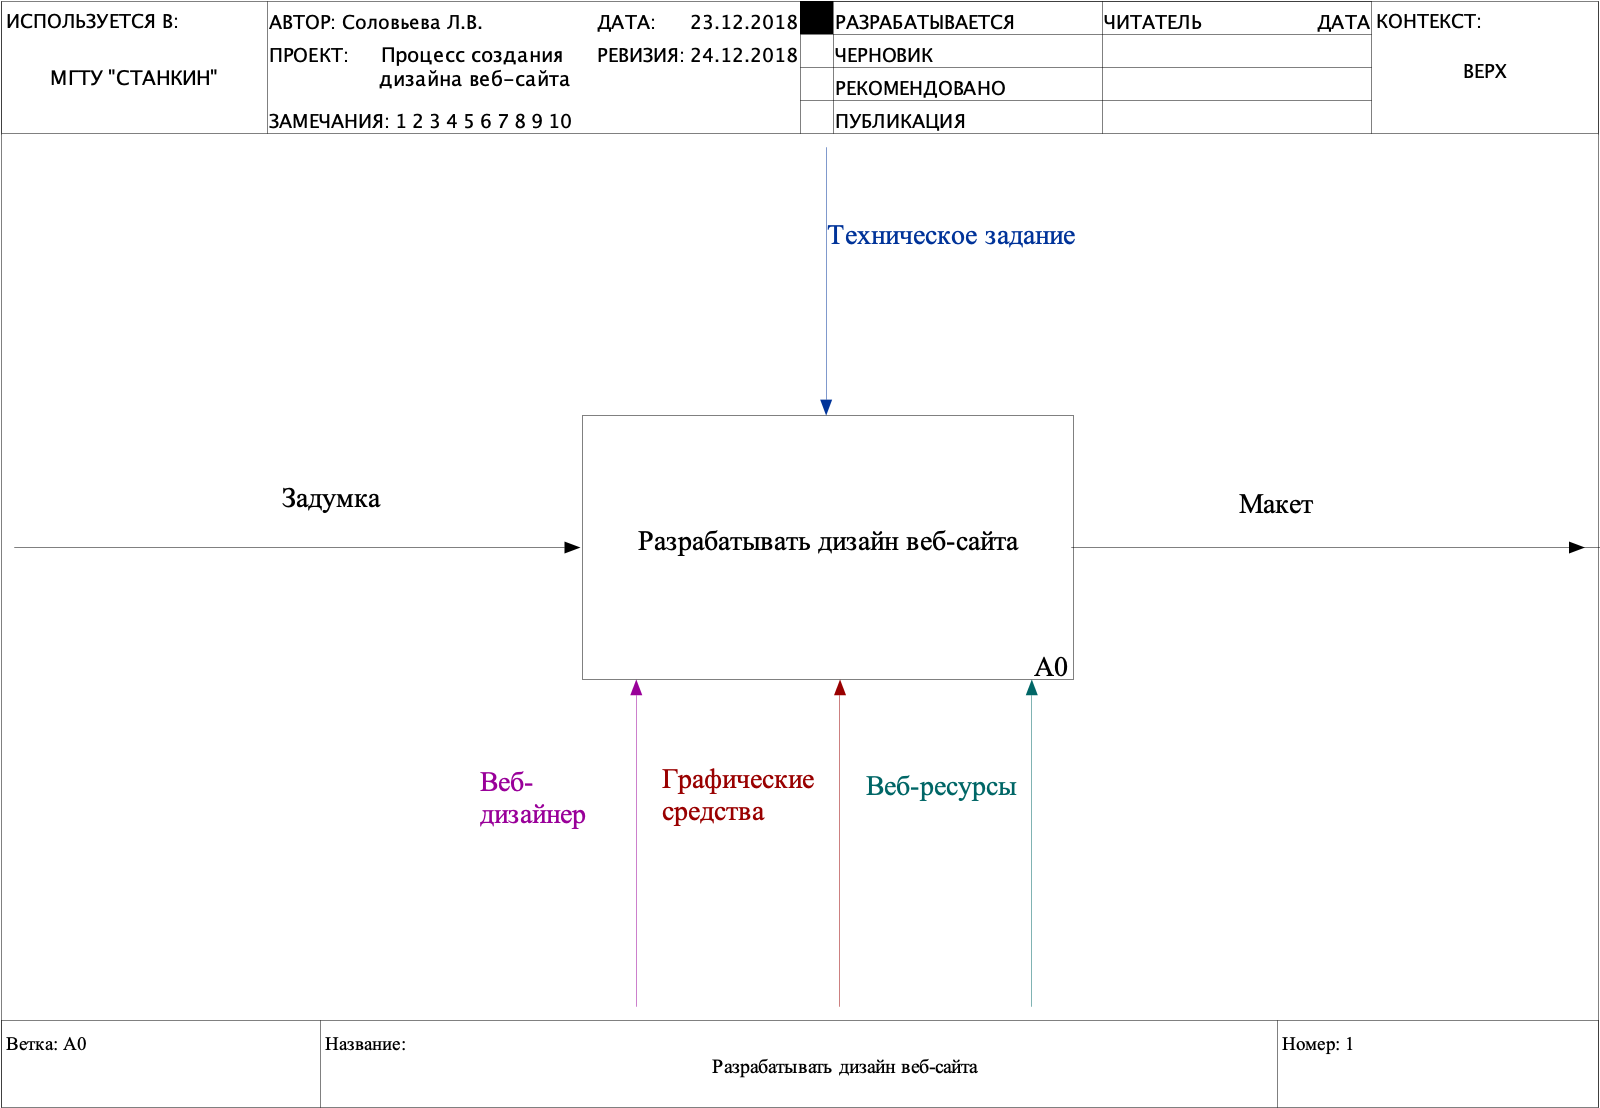 ИСПОЛЬЗУЕТСЯ В:
МГТУ "СТАНКИН"
АВТОР: Соловьева Л.В.
ДАТА: 23.12.2018
ПРОЕКТ: Процесс создания
дизайна веб-сайта
РЕВИЗИЯ: 24.12.2018
ЗАМЕЧАНИЯ: 1 2 3 4 5 6 7 8 9 10
РАЗРАБАТЫВАЕТСЯ
ЧЕРНОВИК
РЕКОМЕНДОВАНО
ПУБЛИКАЦИЯ
ЧИТАТЕЛЬ ДАТА
КОНТЕКСТ:
ВЕРХ
Техническое задание
Задумка
Разрабатывать дизайн веб-сайта
A0
Макет
Веб-
дизайнер
Графические
средства
Веб-ресурсы
Ветка: A0
Название:
Разрабатывать дизайн веб-сайта
Номер: 1